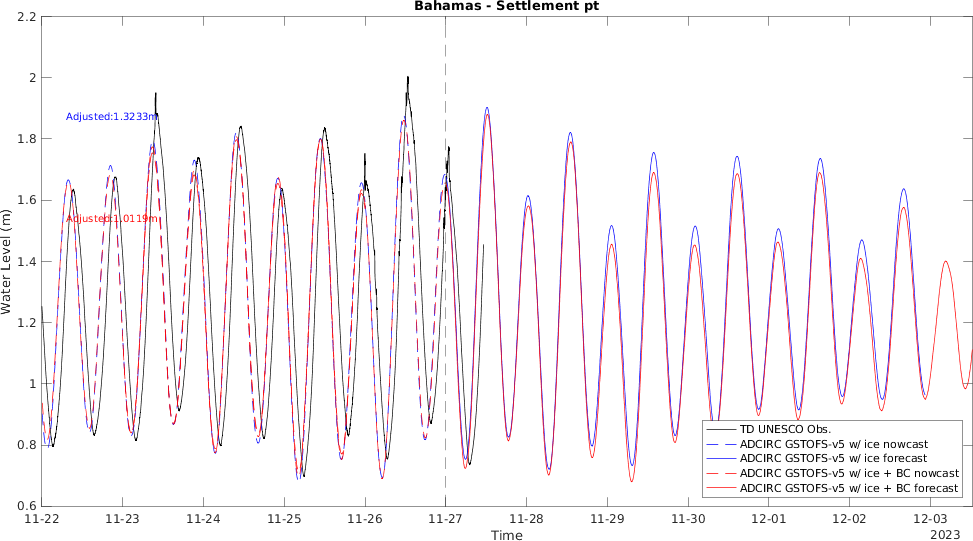 Bahamas - Settlement pt
2.2
2
1.8
1.6
1.4
1.2
1
0.8
0.6
Water Level (m)
Adjusted:1.3233m
Adjusted:1.0119m
TD UNESCO Obs.
ADCIRC GSTOFS-v5 w/ ice nowcast
ADCIRC GSTOFS-v5 w/ ice forecast
ADCIRC GSTOFS-v5 w/ ice + BC nowcast
ADCIRC GSTOFS-v5 w/ ice + BC forecast
11-22 11-23 11-24 11-25 11-26 11-27 11-28 11-29 11-30 12-01 12-02 12-03
2023
Time